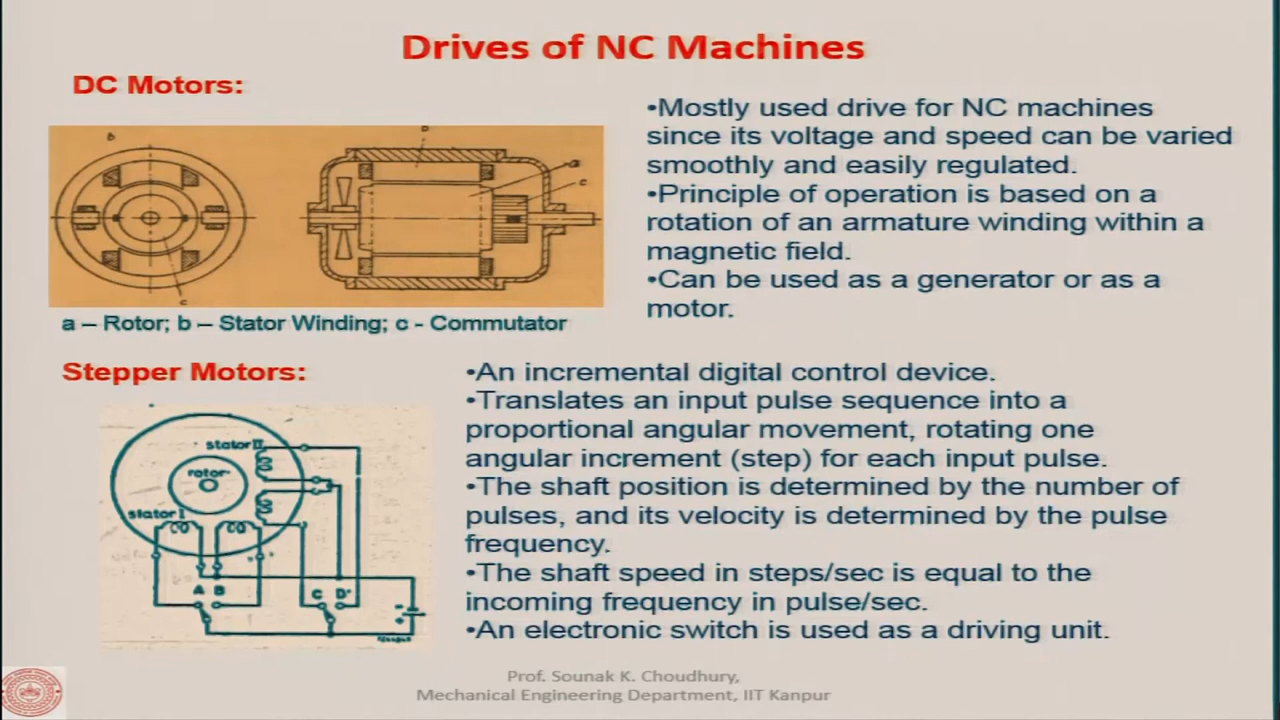 Drives of NC Machines
DC Motors:
b
D
a
c
c
a – Rotor; b – Stator Winding; c - Commutator
•Mostly used drive for NC machines
since its voltage and speed can be varied
smoothly and easily regulated.
•Principle of operation is based on a
rotation of an armature winding within a
magnetic field.
•Can be used as a generator or as a
motor.
Stepper Motors:
stator II
rotor
stator I
A B
C D
- 
+
•An incremental digital control device.
•Translates an input pulse sequence into a
proportional angular movement, rotating one
angular increment (step) for each input pulse.
•The shaft position is determined by the number of
pulses, and its velocity is determined by the pulse
frequency.
•The shaft speed in steps/sec is equal to the
incoming frequency in pulse/sec.
•An electronic switch is used as a driving unit.
Prof. Sounak K. Choudhury,
Mechanical Engineering Department, IIT Kanpur